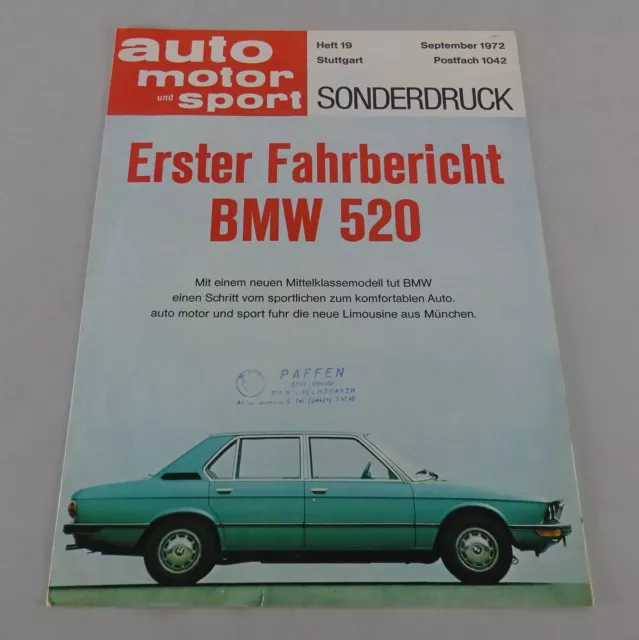 auto
motor
und sport
Heft 19 September 1972
Stuttgart Postfach 1042
SONDERDRUCK
Erster Fahrbericht
BMW 520
Mit einem neuen Mittelklassemodell tut BMW
einen Schritt vom sportlichen zum komfortablen Auto.
auto motor und sport fuhr die neue Limousine aus München.
PAFFEN